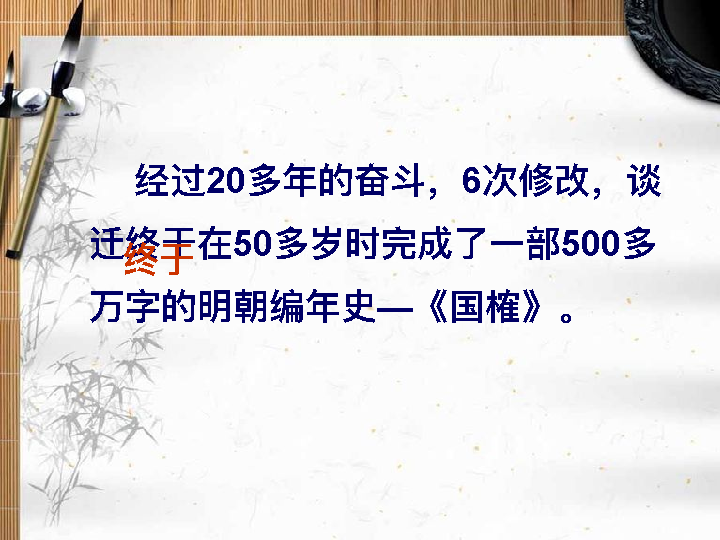 经过20多年的奋斗，6次修改，谈
迁终于在50多岁时完成了一部500多
终于
万字的明朝编年史—《国榷》。